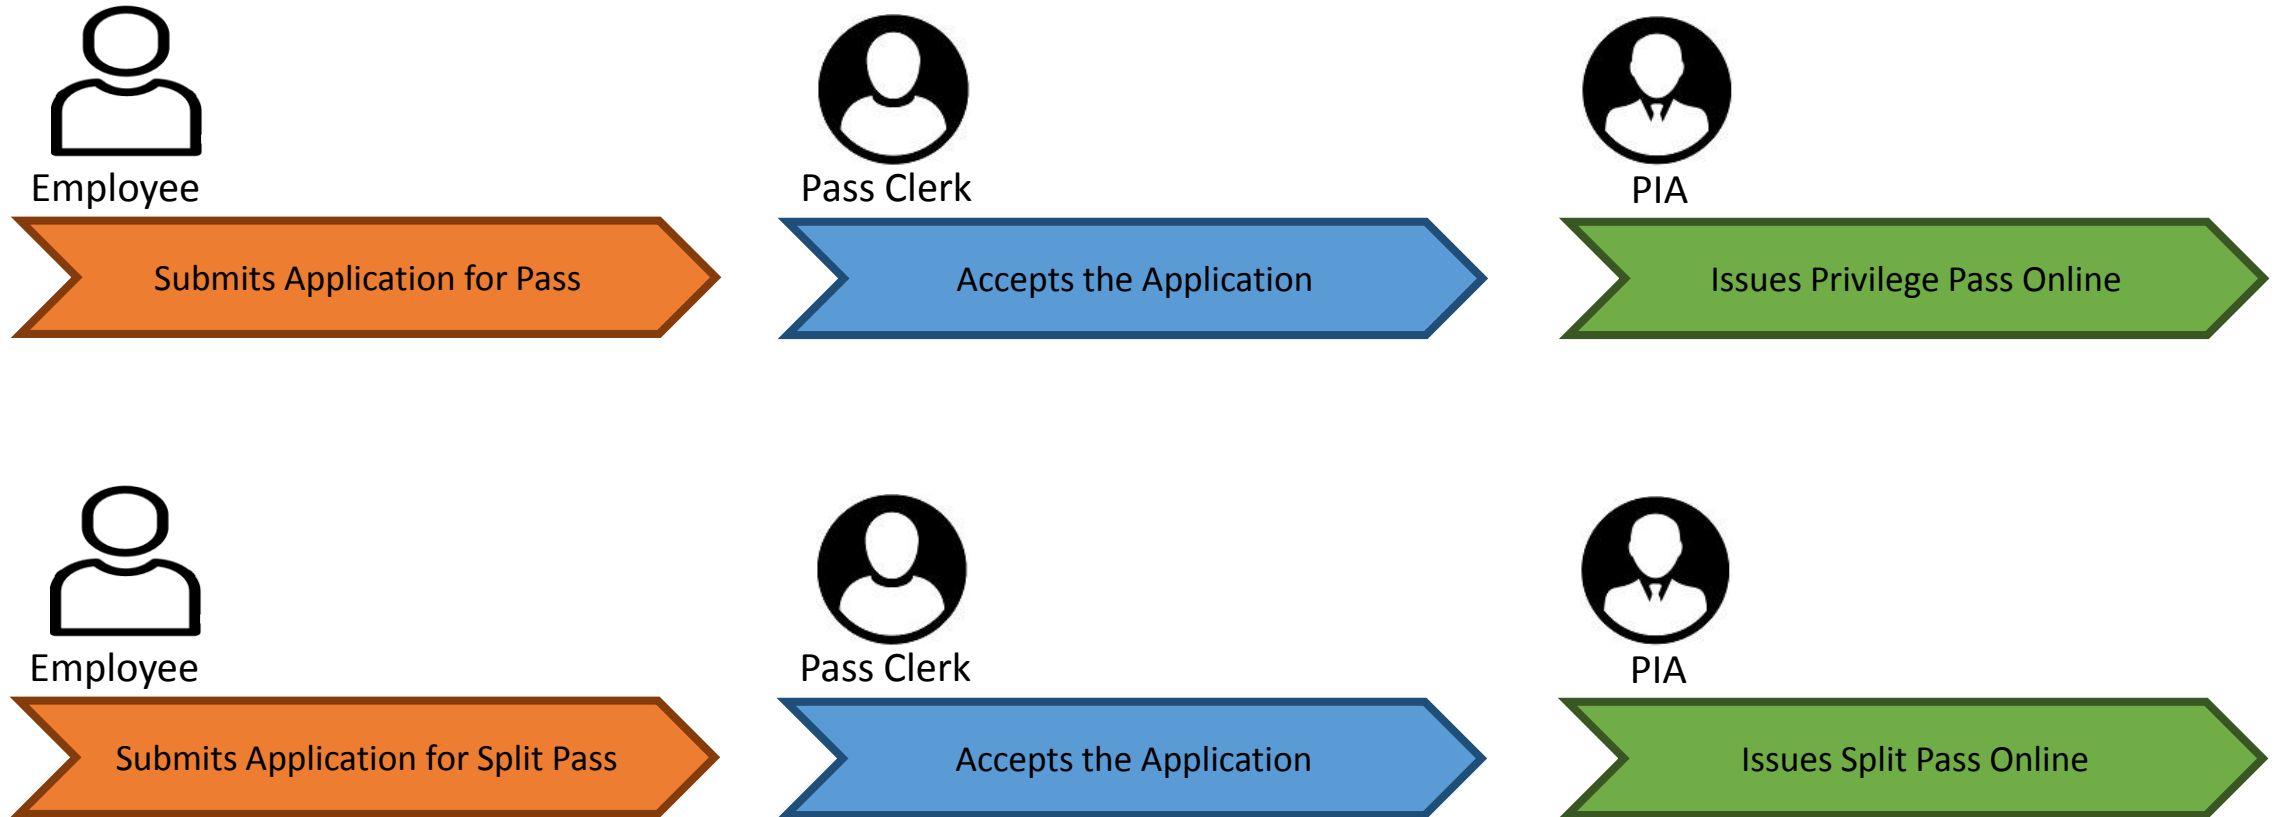 Employee
Pass Clerk
PIA
Submits Application for Pass
Accepts the Application
Issues Privilege Pass Online
Employee
Pass Clerk
PIA
Submits Application for Split Pass
Accepts the Application
Issues Split Pass Online